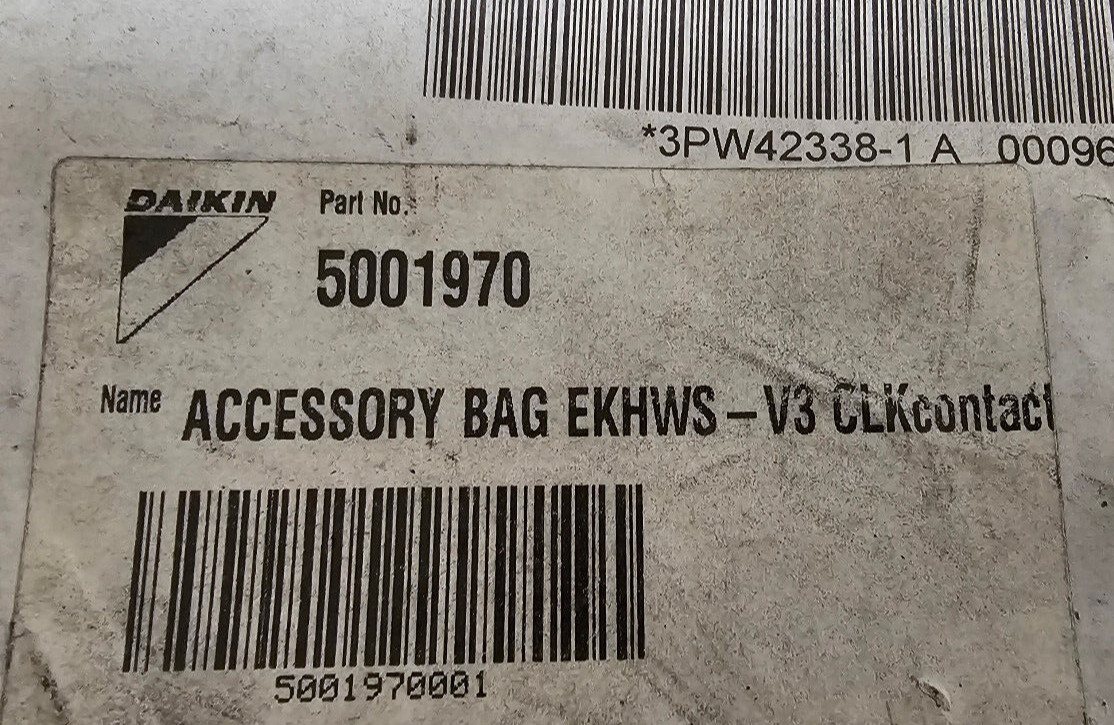 *3PW42338-1 A 00096
DAIKIN
Part No.
5001970
Name ACCESSORY BAG EKHWS – V3 CLKcontact
5001970001